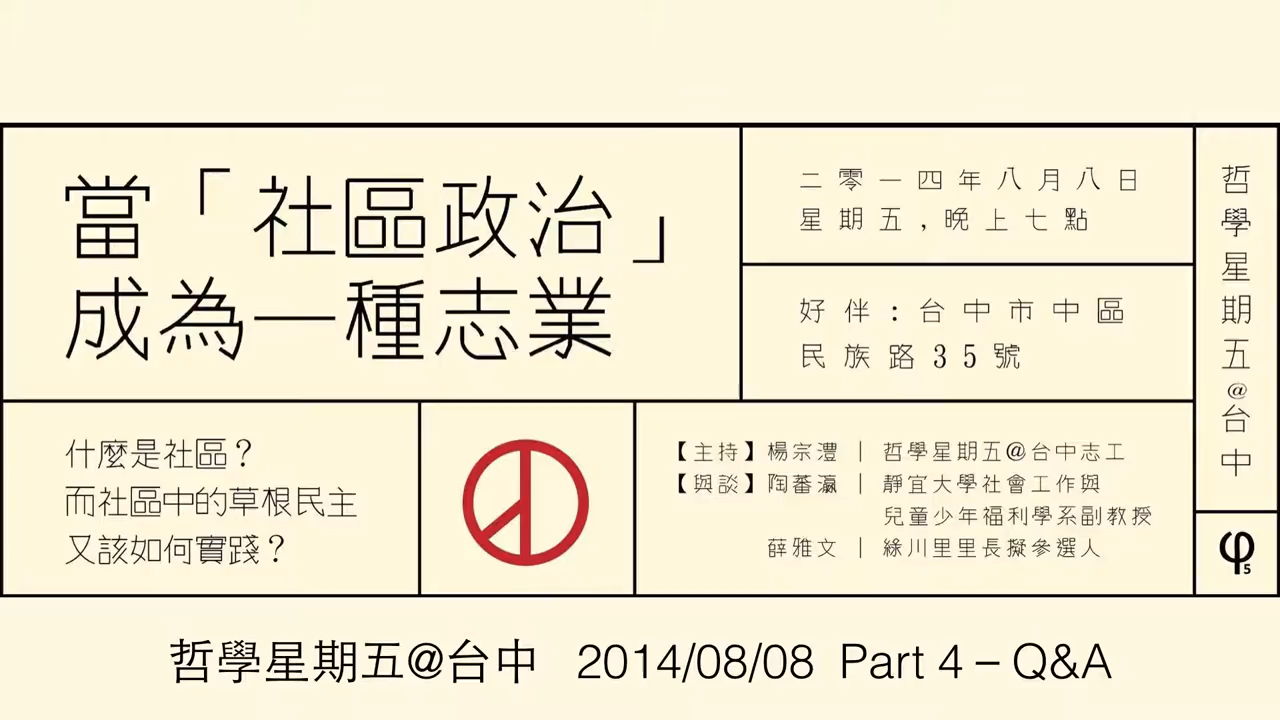 當「社區政治」
成為一種志業
二零一四年八月八日
星期五,晚上七點
好伴:台中市中區
民族路35號
什麼是社區？
而社區中的草根民主
又該如何實踐？
【主持】楊宗澧｜哲學星期五@台中志工
【與談】陶蕃瀛｜靜宜大學社會工作與
兒童少年福利學系副教授
薛雅文｜綠川里里長擬參選人
哲學星期五@台中
φ5
哲學星期五@台中 2014/08/08 Part 4 – Q&A